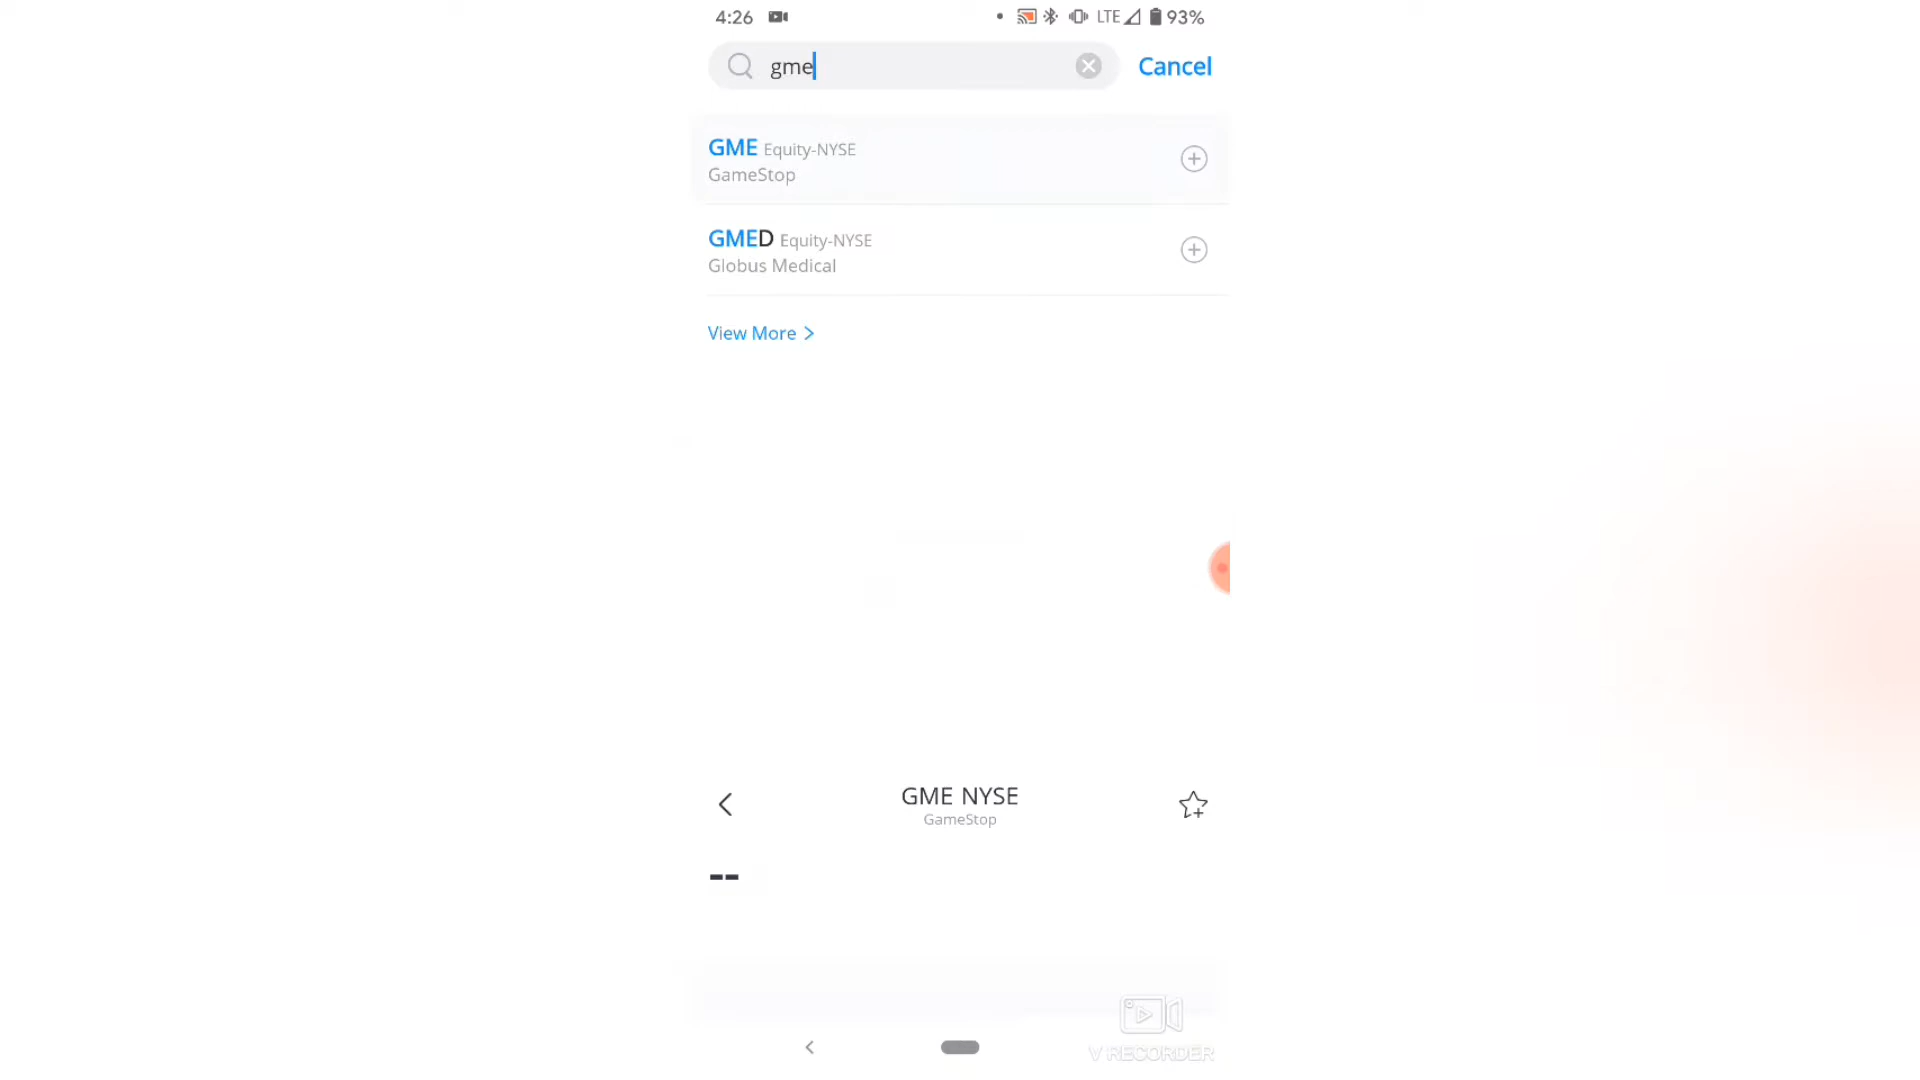 4:26 LTE 93%
gme Cancel
GME Equity-NYSE
GameStop
GMED Equity-NYSE
Globus Medical
View More >
GME NYSE
GameStop
--
V RECORDER